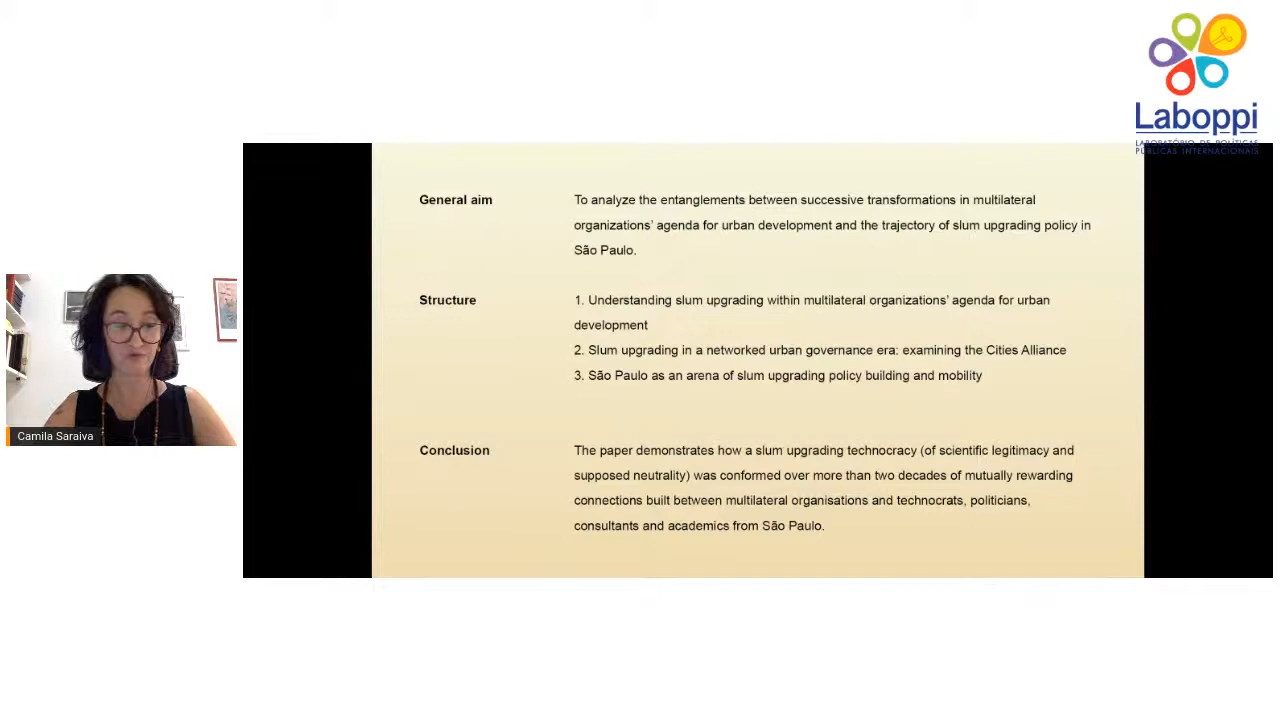 Laboppi
LABORATÓRIO DE POLÍTICAS
PÚBLICAS INTERNACIONAIS
General aim
To analyze the entanglements between successive transformations in multilateral
organizations’ agenda for urban development and the trajectory of slum upgrading policy in
São Paulo.
Structure
1. Understanding slum upgrading within multilateral organizations’ agenda for urban
development
2. Slum upgrading in a networked urban governance era: examining the Cities Alliance
3. São Paulo as an arena of slum upgrading policy building and mobility
Conclusion
The paper demonstrates how a slum upgrading technocracy (of scientific legitimacy and
supposed neutrality) was conformed over more than two decades of mutually rewarding
connections built between multilateral organisations and technocrats, politicians,
consultants and academics from São Paulo.
Camila Saraiva